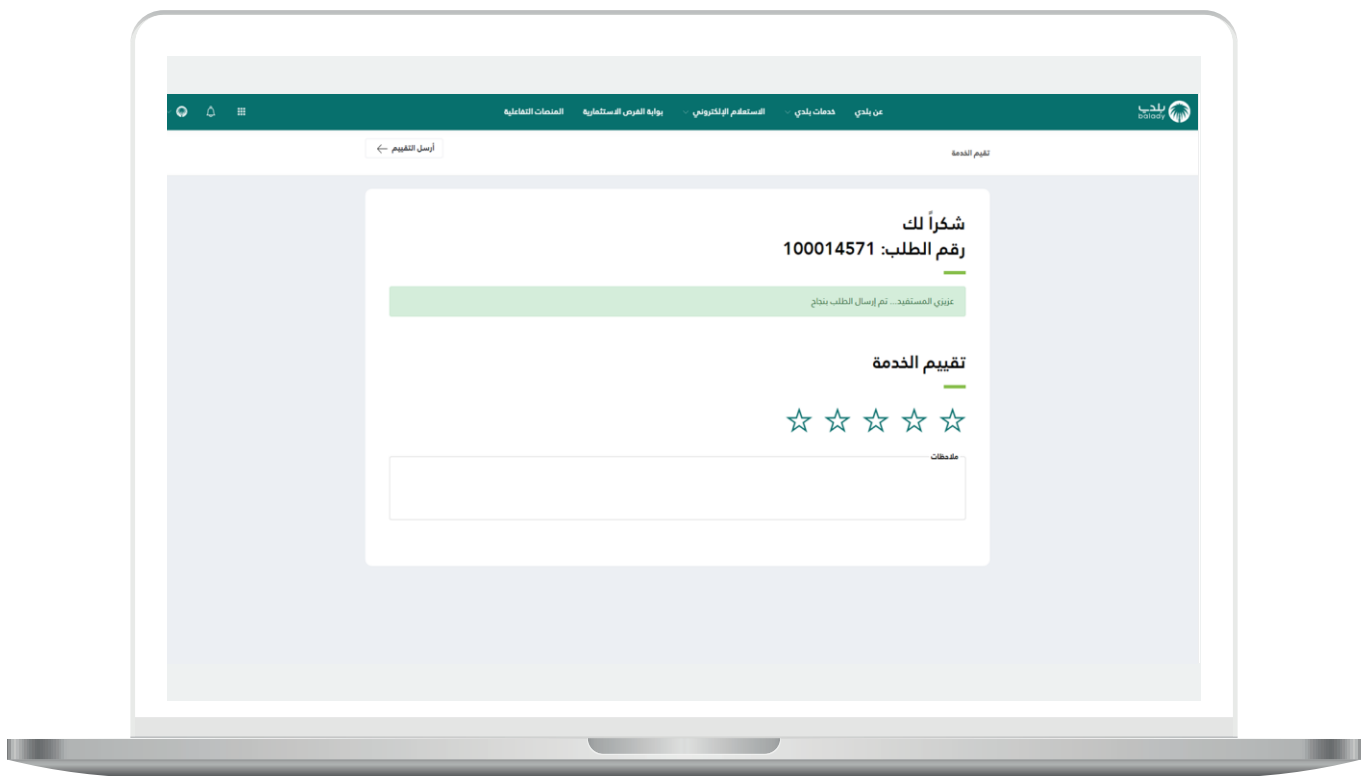 بلدي
balady
عن بلدي
خدمات بلدي
الاستعلام الإلكتروني
بوابة الفرص الاستثمارية
المنصات التفاعلية
تقيم الخدمة
أرسل التقييم
شكراً لك
رقم الطلب: 100014571
عزيزي المستفيد... تم إرسال الطلب بنجاح
تقييم الخدمة
ملاحظات